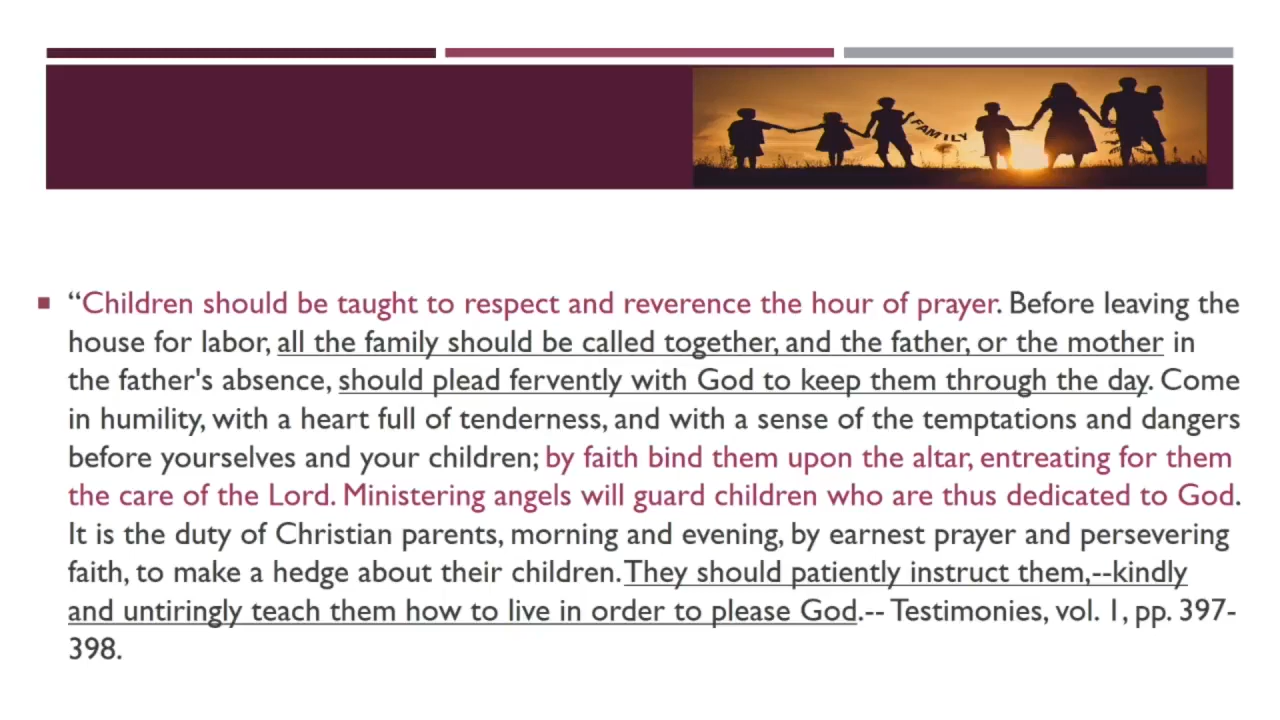 FAMILY
“Children should be taught to respect and reverence the hour of prayer. Before leaving the
house for labor, all the family should be called together, and the father, or the mother in
the father's absence, should plead fervently with God to keep them through the day. Come
in humility, with a heart full of tenderness, and with a sense of the temptations and dangers
before yourselves and your children; by faith bind them upon the altar, entreating for them
the care of the Lord. Ministering angels will guard children who are thus dedicated to God.
It is the duty of Christian parents, morning and evening, by earnest prayer and persevering
faith, to make a hedge about their children. They should patiently instruct them,--kindly
and untiringly teach them how to live in order to please God.-- Testimonies, vol. 1, pp. 397-
398.